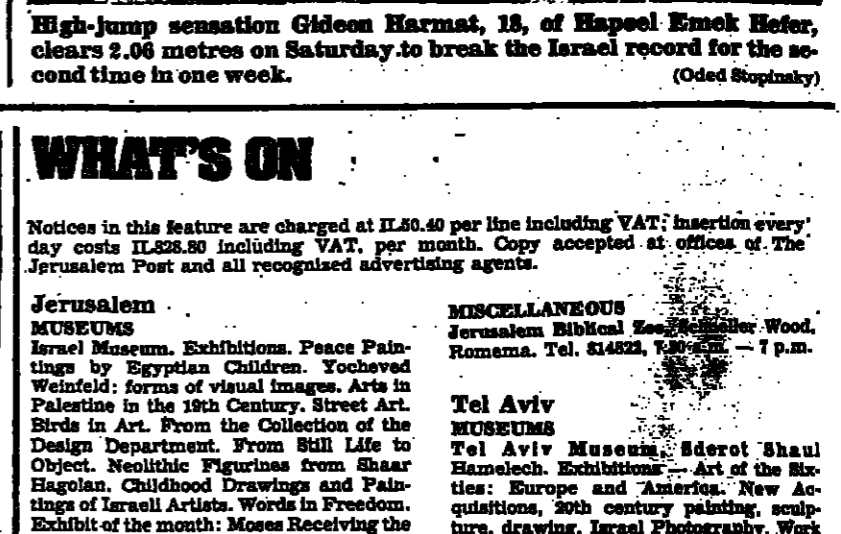 High-jump sensation Gideon Harmat, 18, of Hapoel Emek Hefer,
clears 2.06 metres on Saturday to break the Israel record for the se-
cond time in one week.
(Oded Stopinsky)
WHAT'S ON
Notices in this feature are charged at IL50.40 per line including VAT; insertion every
day costs IL828.80 including VAT, per month. Copy accepted at offices of The
Jerusalem Post and all recognized advertising agents.
Jerusalem
MUSEUMS
Israel Museum. Exhibitions. Peace Pain-
tings by Egyptian Children. Yocheved
Weinfeld: forms of visual images. Arts in
Palestine in the 19th Century. Street Art.
Birds in Art. From the Collection of the
Design Department. From Still Life to
Object. Neolithic Figurines from Shaar
Hagolan. Childhood Drawings and Pain-
tings of Israeli Artists. Words in Freedom.
Exhibit of the month: Moses Receiving the
MISCELLANEOUS
Jerusalem Biblical Zoo, Schneller Wood,
Romema. Tel. 814822, 7.30 a.m. — 7 p.m.
Tel Aviv
MUSEUMS
Tel Aviv Museum, Sderot Shaul
Hamelech. Exhibitions — Art of the Six-
ties: Europe and America. New Ac-
quisitions, 20th century painting, sculp-
ture, drawing. Israel Photography. Work